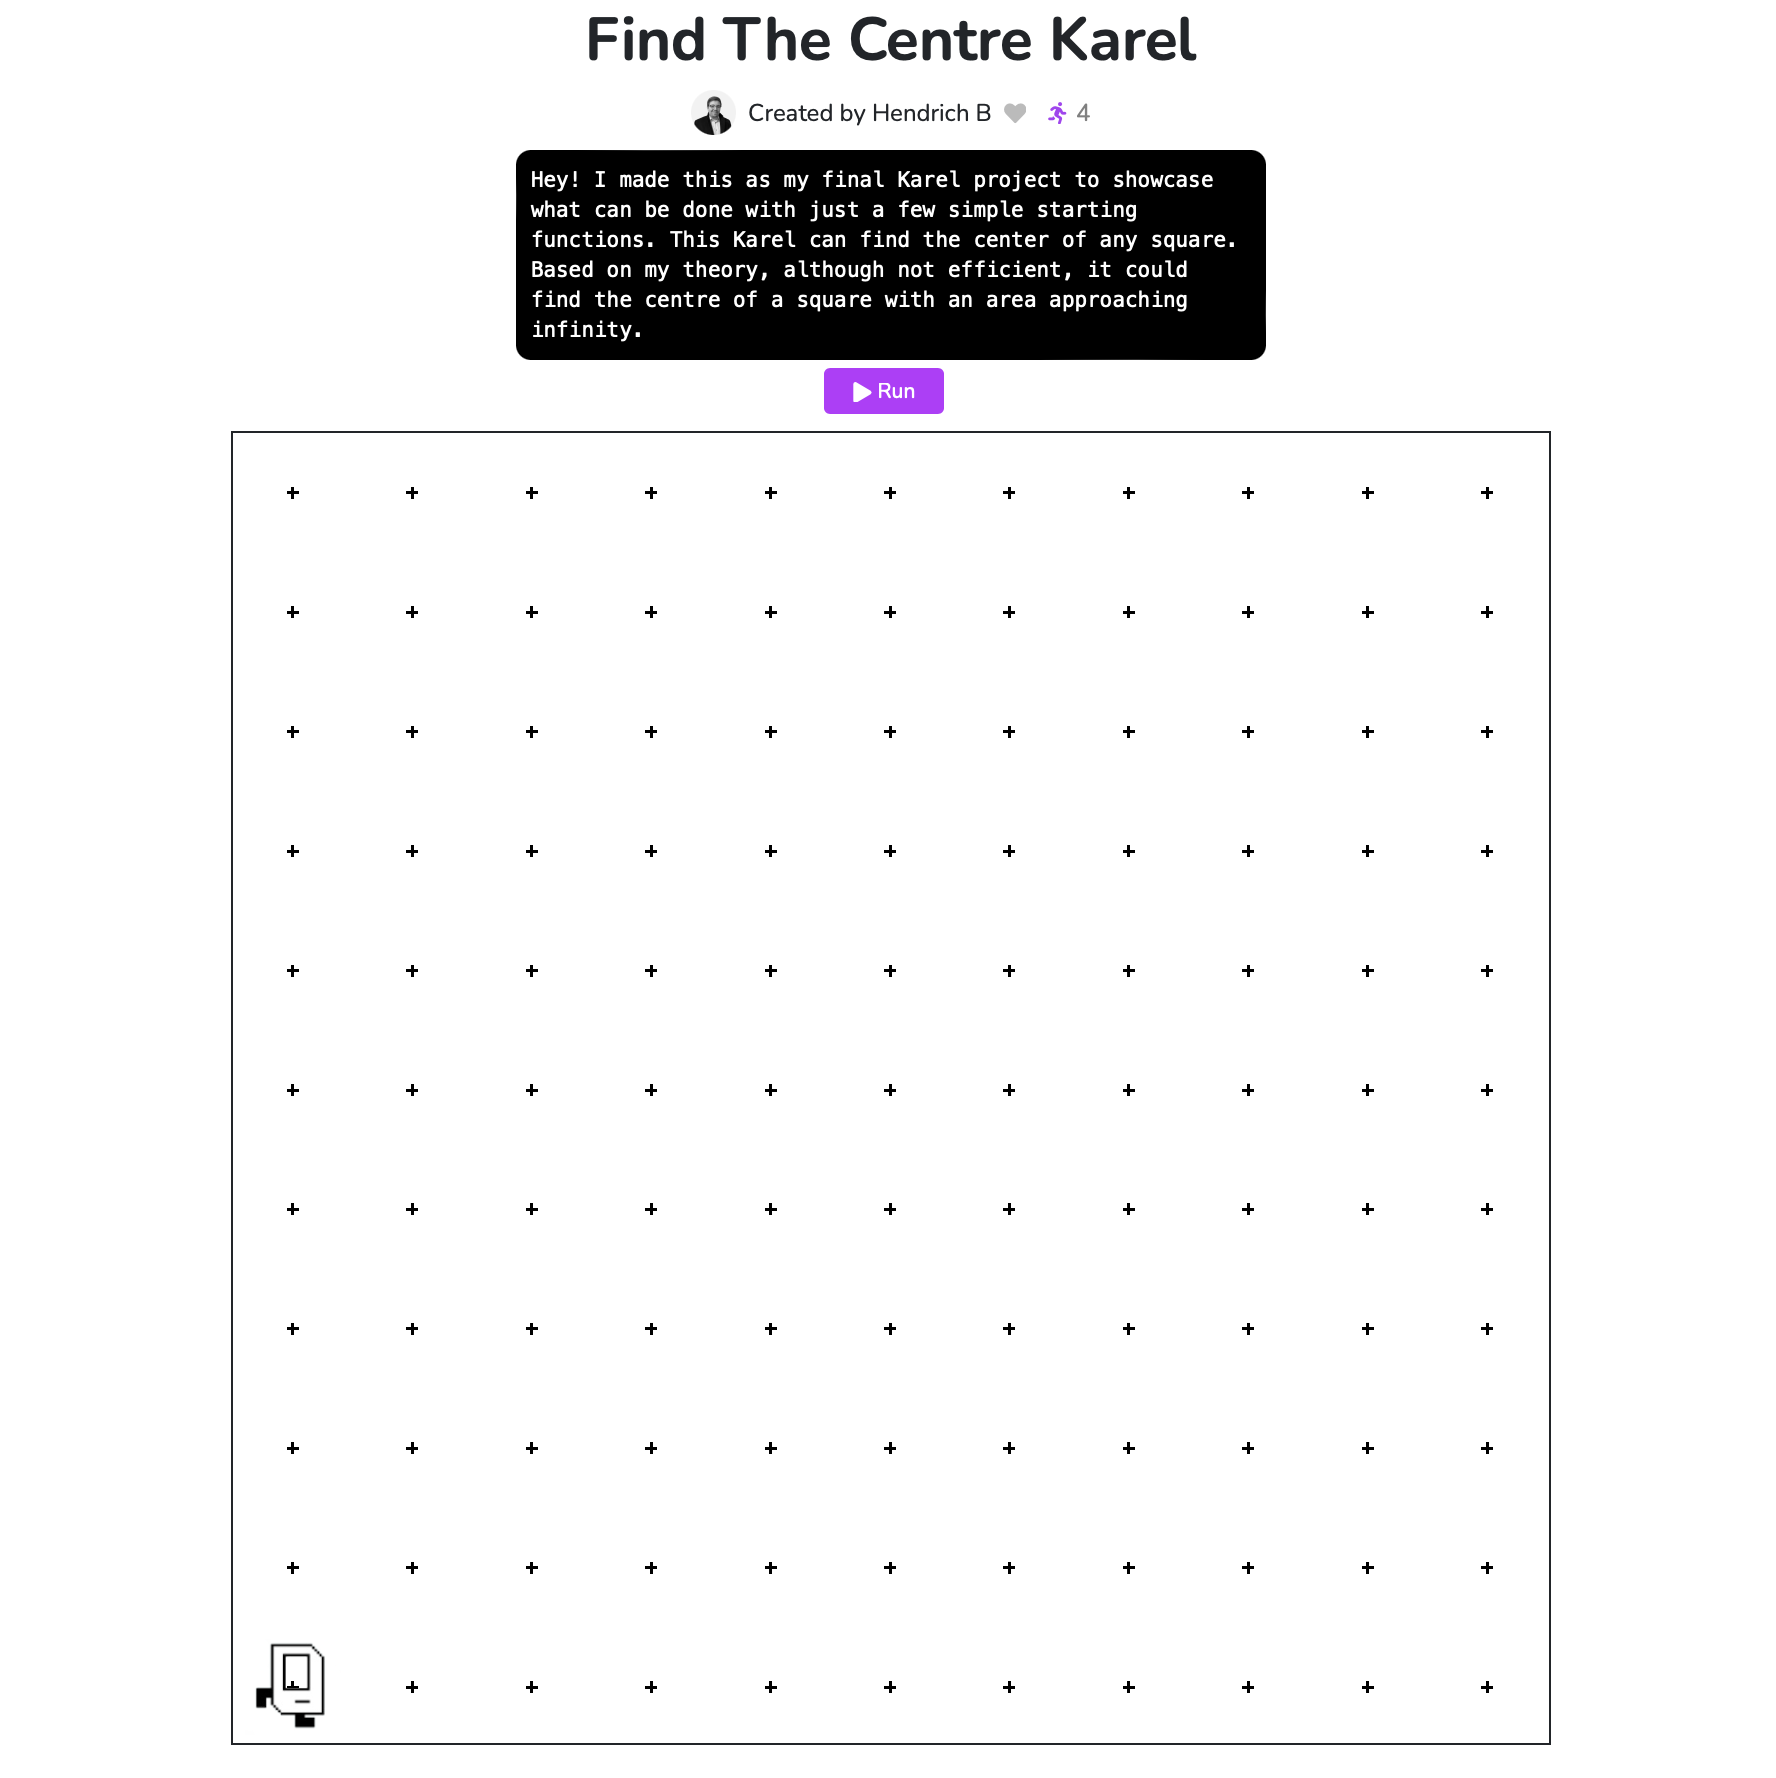 Find The Centre Karel
Created by Hendrich B 4
Hey! I made this as my final Karel project to showcase
what can be done with just a few simple starting
functions. This Karel can find the center of any square.
Based on my theory, although not efficient, it could
find the centre of a square with an area approaching
infinity.
Run